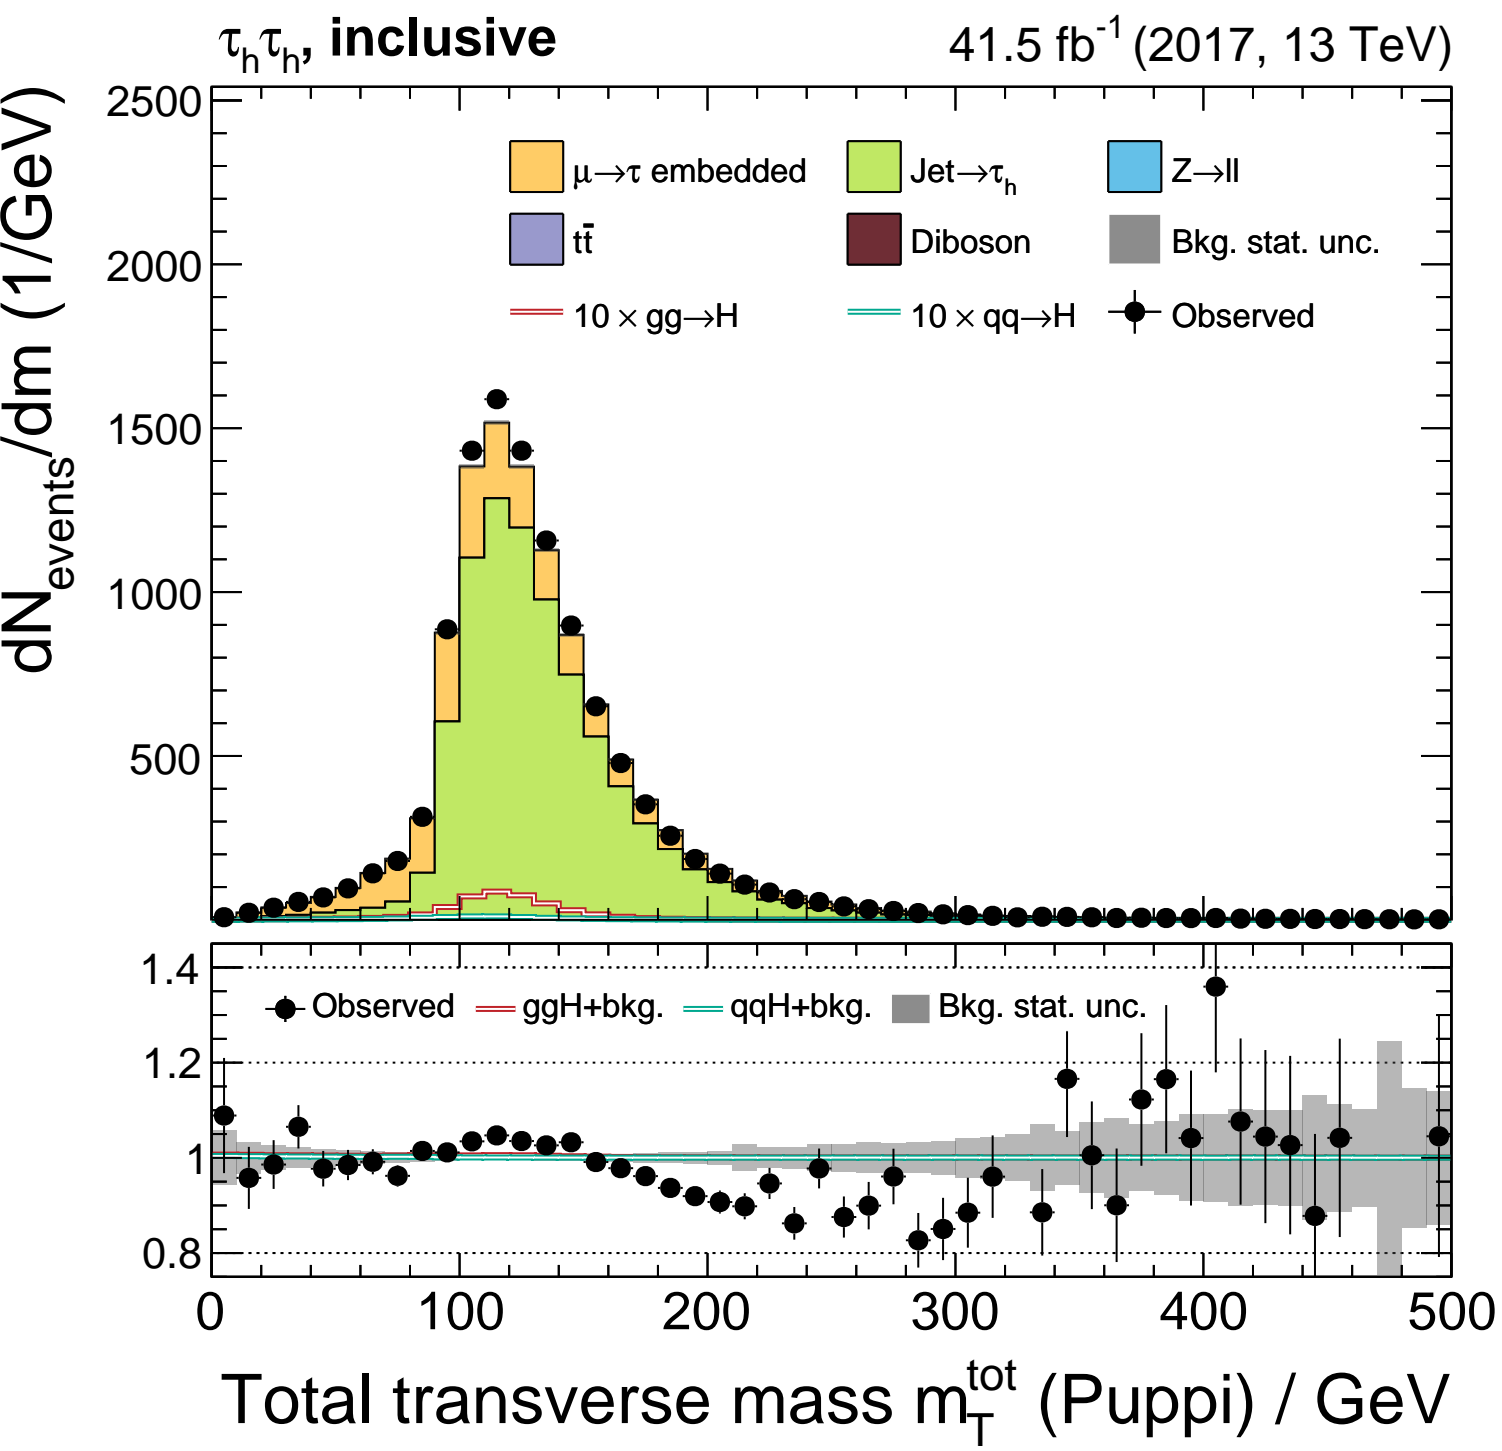 τhτh, inclusive
41.5 fb-1 (2017, 13 TeV)
dNevents/dm (1/GeV)
2500
2000
1500
1000
500
μ→τ embedded
Jet→τh
Z→ll
tt̄
Diboson
Bkg. stat. unc.
10 × gg→H
10 × qq→H
Observed
1.4
1.2
1
0.8
Observed
ggH+bkg.
qqH+bkg.
Bkg. stat. unc.
0 100 200 300 400 500
Total transverse mass mTtot (Puppi) / GeV